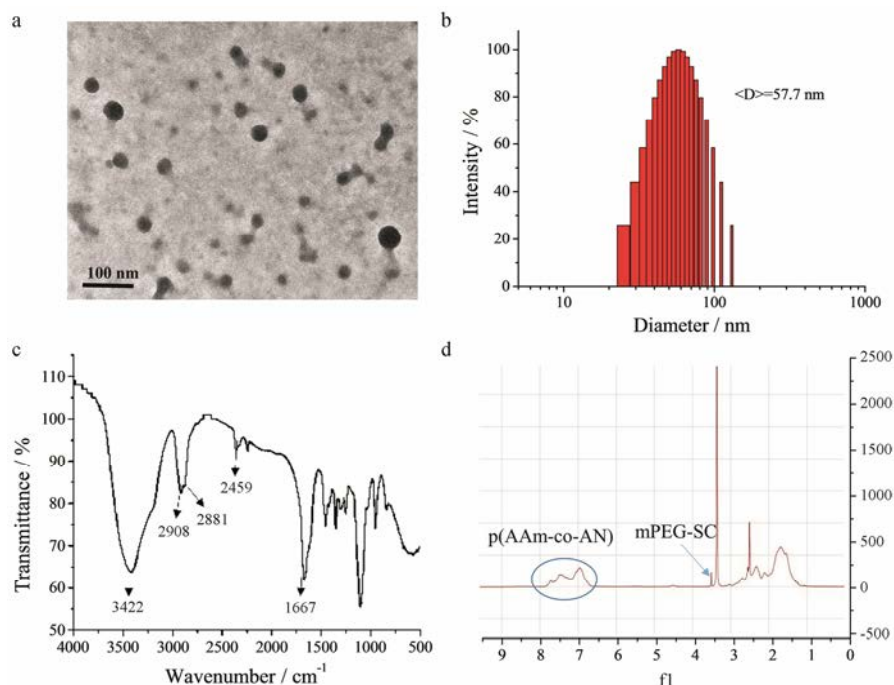 a
100 nm
b
100%
80%
60%
40%
20%
0%
Intensity / %
<D>=57.7 nm
10
100
1000
Diameter / nm
c
110
100
90
80
70
60
50
Transmittance / %
2459
2908
2881
3422
1667
4000 3500 3000 2500 2000 1500 1000 500
Wavenumber / cm⁻¹
d
2500
2000
1500
1000
500
0
-500
p(AAm-co-AN)
mPEG-SC
9 8 7 6 5 4 3 2 1 0
f1